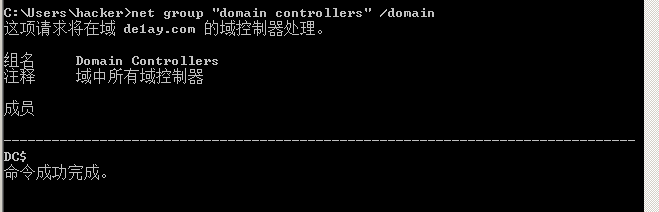 C:\Users\hacker>net group "domain controllers" /domain
这项请求将在域 de1ay.com 的域控制器处理。
组名     Domain Controllers
注释     域中所有域控制器
成员
-------------------------------------------------------------------------------
DC$
命令成功完成。